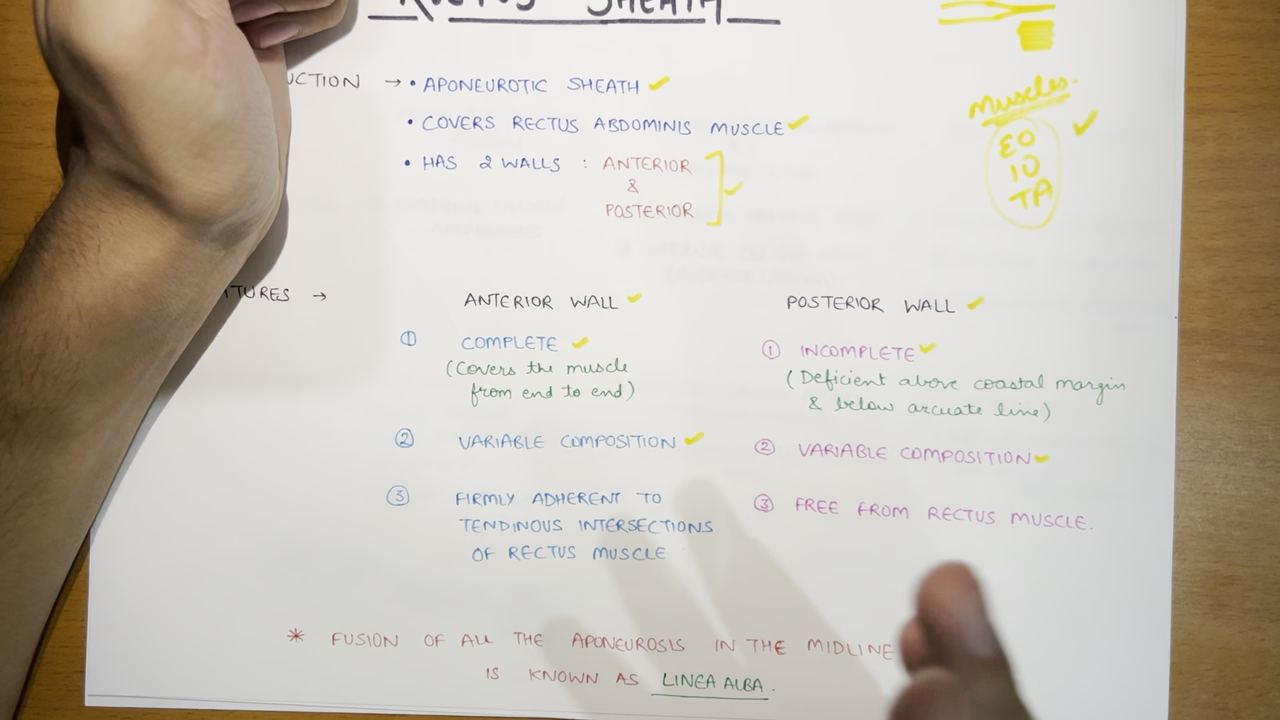 RECTUS SHEATH
UCTION → • APONEUROTIC SHEATH
• COVERS RECTUS ABDOMINIS MUSCLE
• HAS 2 WALLS : ANTERIOR
&
POSTERIOR
Muscles.
EO
IO
TA
TURES →
ANTERIOR WALL
① COMPLETE
(Covers the muscle
from end to end)
② VARIABLE COMPOSITION
③ FIRMLY ADHERENT TO
TENDINOUS INTERSECTIONS
OF RECTUS MUSCLE
POSTERIOR WALL
① INCOMPLETE
(Deficient above coastal margin
& below arcuate line)
② VARIABLE COMPOSITION
③ FREE FROM RECTUS MUSCLE.
* FUSION OF ALL THE APONEUROSIS IN THE MIDLINE
IS KNOWN AS LINEA ALBA.